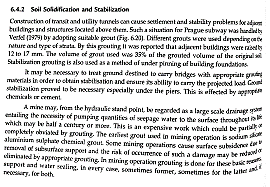 6.4.2 Soil Solidification and Stabilization
Construction of transit and utility tunnels can cause settlement and stability problems for adjacent
buildings and structures located above them. Such a situation for Prague subway was handled by
Verfel (1979) by adopting suitable grout (Fig. 6.20). Different grouts were used depending on the
nature and type of strata. By this grouting it was reported that adjacent buildings were raised by
12 to 17 mm. The volume of grout used was 93% of the grouted volume of the original soil.
Stabilization grouting is also used as a method of under pinning of building foundations.
It may be necessary to treat ground destined to carry bridges with appropriate grouting
materials in order to obtain stabilisation and ensure its ability to carry the projected load. Ground
stabilization proved to be necessary especially under the piers. This is effected by appropriate
chemicals or cement.
A mine may, from the hydraulic stand point, be regarded as a large scale drainage system
entailing the necessity of pumping quantities of seepage water to the surface throughout its life
which may be half a century or more. This is an expensive work which could be partially or
completely obviated by grouting. The earliest grout used in mining operation is sodium silicate
aluminium sulphate chemical grout. Some mining operations cause surface subsidence due to
removal of subsurface support and the risk of occurrence of such a damage may be reduced or
eliminated by appropriate grouting. In mining operation grouting is done for these basic reasons,
support and water sealing, in every case, sometimes former, sometimes for the latter and, if
necessary, for both.